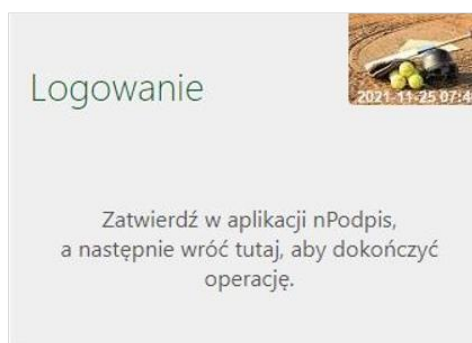 Logowanie
2021-11-25 07:4
Zatwierdź w aplikacji nPodpis,
a następnie wróć tutaj, aby dokończyć
operację.